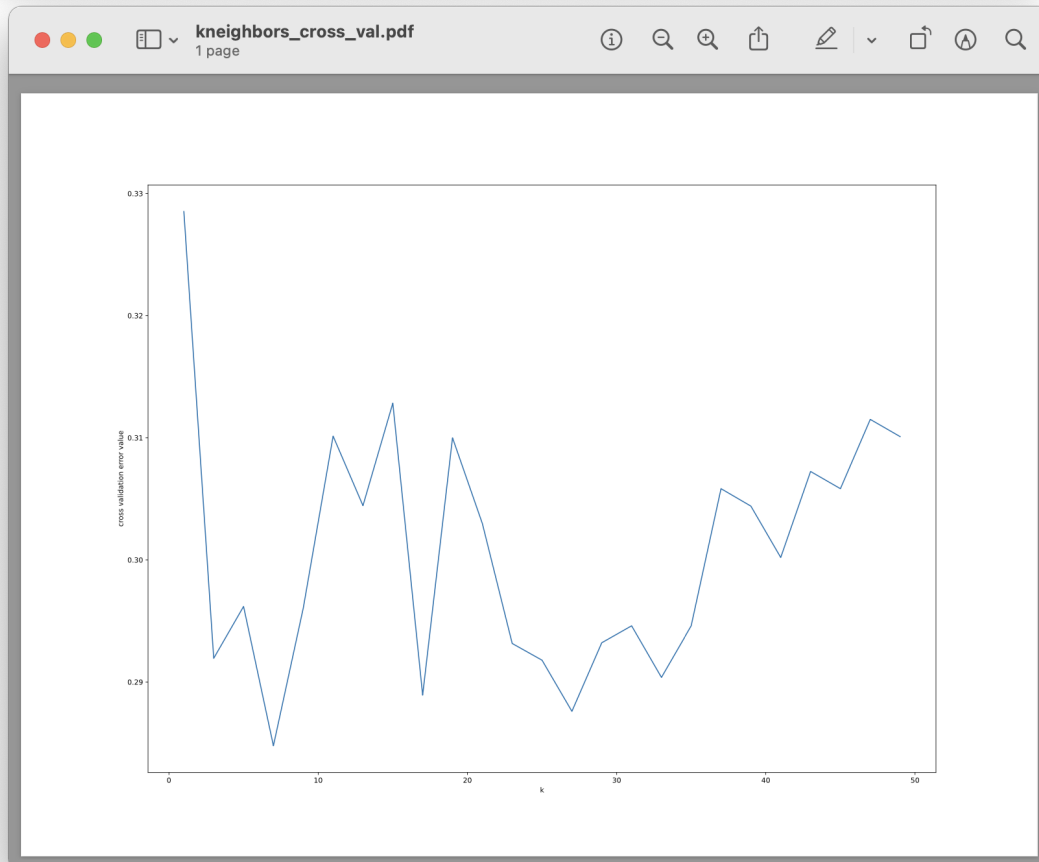 kneighbors_cross_val.pdf
1 page
0.33
0.32
0.31
0.30
0.29
cross validation error value
0
10
20
30
40
50
k